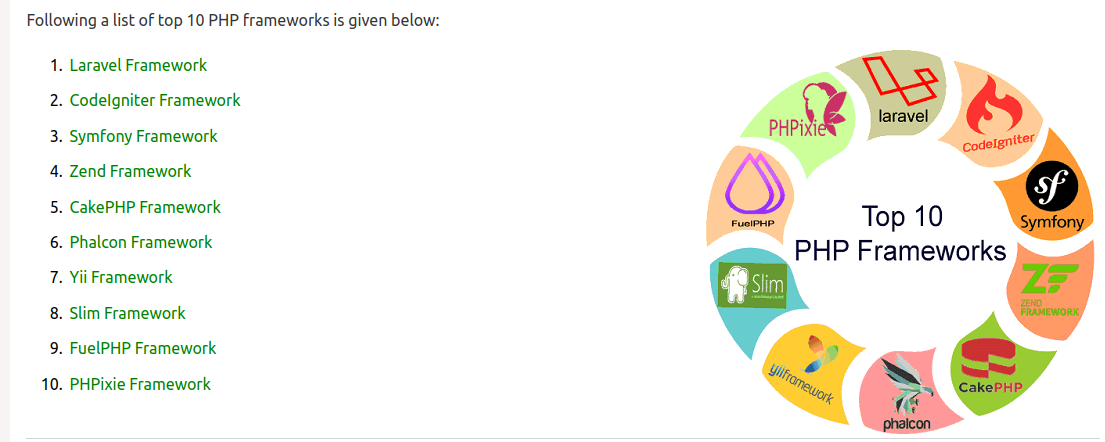 Following a list of top 10 PHP frameworks is given below:
1. Laravel Framework
2. CodeIgniter Framework
3. Symfony Framework
4. Zend Framework
5. CakePHP Framework
6. Phalcon Framework
7. Yii Framework
8. Slim Framework
9. FuelPHP Framework
10. PHPixie Framework
Top 10
PHP Frameworks
laravel
CodeIgniter
sf
Symfony
ZF
ZEND
FRAMEWORK
CakePHP
phalcon
yiiframework
Slim
FuelPHP
PHPixie